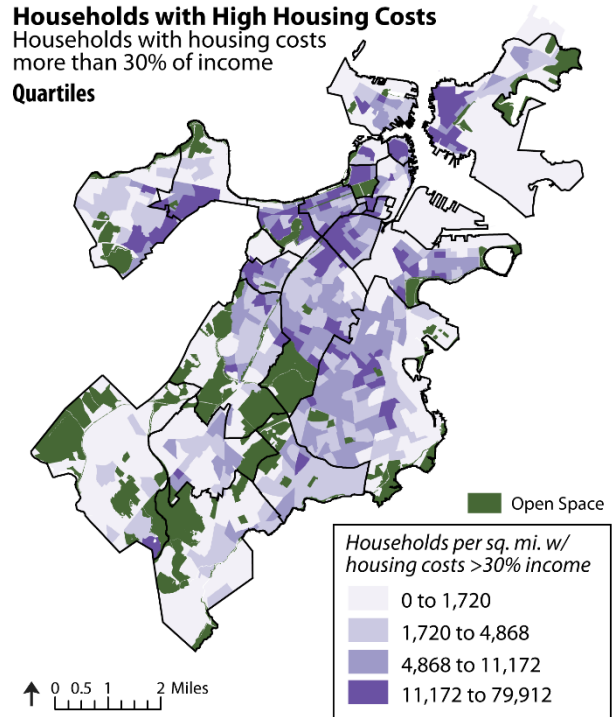 Households with High Housing Costs
Households with housing costs
more than 30% of income
Quartiles
Open Space
Households per sq. mi. w/
housing costs >30% income
0 to 1,720
1,720 to 4,868
4,868 to 11,172
11,172 to 79,912
0 0.5 1 2 Miles